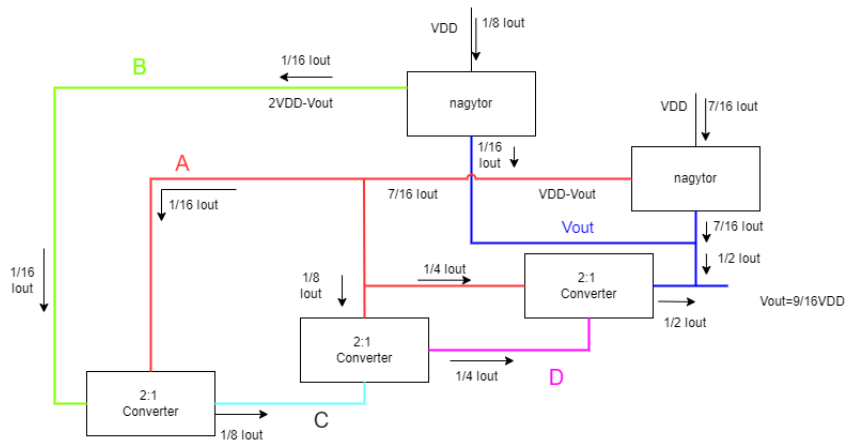 VDD
1/8 Iout
1/16 Iout
B
2VDD-Vout
nagytor
VDD
7/16 Iout
1/16
Iout
A
nagytor
1/16 Iout
7/16 Iout
VDD-Vout
Vout
7/16 Iout
1/2 Iout
1/16
Iout
1/8
Iout
1/4 Iout
2:1
Converter
1/2 Iout
Vout=9/16VDD
2:1
Converter
1/4 Iout
D
2:1
Converter
1/8 Iout
C